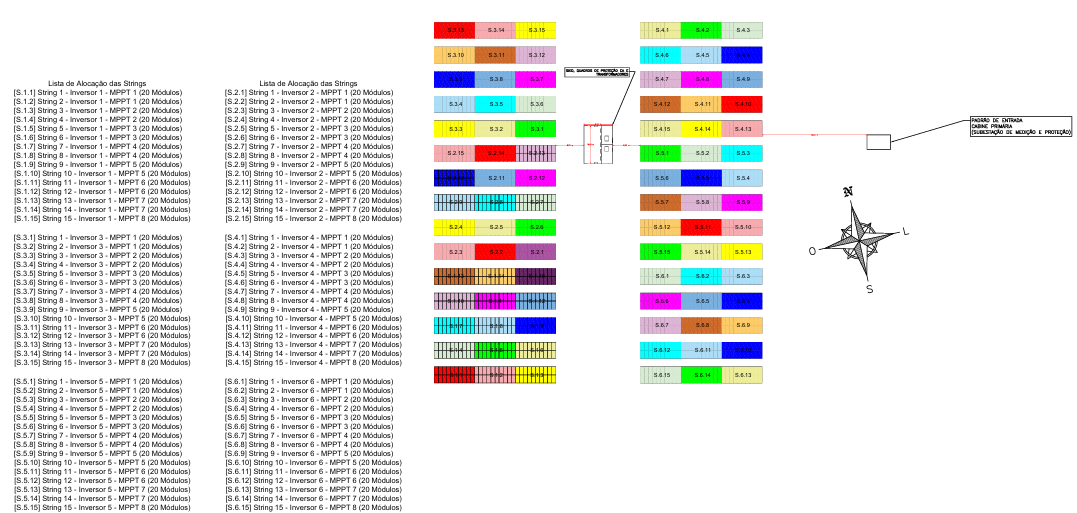 Lista de Alocação das Strings
[S.1.1] String 1 - Inversor 1 - MPPT 1 (20 Módulos)
[S.1.2] String 2 - Inversor 1 - MPPT 1 (20 Módulos)
[S.1.3] String 3 - Inversor 1 - MPPT 2 (20 Módulos)
[S.1.4] String 4 - Inversor 1 - MPPT 2 (20 Módulos)
[S.1.5] String 5 - Inversor 1 - MPPT 3 (20 Módulos)
[S.1.6] String 6 - Inversor 1 - MPPT 3 (20 Módulos)
[S.1.7] String 7 - Inversor 1 - MPPT 4 (20 Módulos)
[S.1.8] String 8 - Inversor 1 - MPPT 4 (20 Módulos)
[S.1.9] String 9 - Inversor 1 - MPPT 5 (20 Módulos)
[S.1.10] String 10 - Inversor 1 - MPPT 5 (20 Módulos)
[S.1.11] String 11 - Inversor 1 - MPPT 6 (20 Módulos)
[S.1.12] String 12 - Inversor 1 - MPPT 6 (20 Módulos)
[S.1.13] String 13 - Inversor 1 - MPPT 7 (20 Módulos)
[S.1.14] String 14 - Inversor 1 - MPPT 7 (20 Módulos)
[S.1.15] String 15 - Inversor 1 - MPPT 8 (20 Módulos)
[S.3.1] String 1 - Inversor 3 - MPPT 1 (20 Módulos)
[S.3.2] String 2 - Inversor 3 - MPPT 1 (20 Módulos)
[S.3.3] String 3 - Inversor 3 - MPPT 2 (20 Módulos)
[S.3.4] String 4 - Inversor 3 - MPPT 2 (20 Módulos)
[S.3.5] String 5 - Inversor 3 - MPPT 3 (20 Módulos)
[S.3.6] String 6 - Inversor 3 - MPPT 3 (20 Módulos)
[S.3.7] String 7 - Inversor 3 - MPPT 4 (20 Módulos)
[S.3.8] String 8 - Inversor 3 - MPPT 4 (20 Módulos)
[S.3.9] String 9 - Inversor 3 - MPPT 5 (20 Módulos)
[S.3.10] String 10 - Inversor 3 - MPPT 5 (20 Módulos)
[S.3.11] String 11 - Inversor 3 - MPPT 6 (20 Módulos)
[S.3.12] String 12 - Inversor 3 - MPPT 6 (20 Módulos)
[S.3.13] String 13 - Inversor 3 - MPPT 7 (20 Módulos)
[S.3.14] String 14 - Inversor 3 - MPPT 7 (20 Módulos)
[S.3.15] String 15 - Inversor 3 - MPPT 8 (20 Módulos)
[S.5.1] String 1 - Inversor 5 - MPPT 1 (20 Módulos)
[S.5.2] String 2 - Inversor 5 - MPPT 1 (20 Módulos)
[S.5.3] String 3 - Inversor 5 - MPPT 2 (20 Módulos)
[S.5.4] String 4 - Inversor 5 - MPPT 2 (20 Módulos)
[S.5.5] String 5 - Inversor 5 - MPPT 3 (20 Módulos)
[S.5.6] String 6 - Inversor 5 - MPPT 3 (20 Módulos)
[S.5.7] String 7 - Inversor 5 - MPPT 4 (20 Módulos)
[S.5.8] String 8 - Inversor 5 - MPPT 4 (20 Módulos)
[S.5.9] String 9 - Inversor 5 - MPPT 5 (20 Módulos)
[S.5.10] String 10 - Inversor 5 - MPPT 5 (20 Módulos)
[S.5.11] String 11 - Inversor 5 - MPPT 6 (20 Módulos)
[S.5.12] String 12 - Inversor 5 - MPPT 6 (20 Módulos)
[S.5.13] String 13 - Inversor 5 - MPPT 7 (20 Módulos)
[S.5.14] String 14 - Inversor 5 - MPPT 7 (20 Módulos)
[S.5.15] String 15 - Inversor 5 - MPPT 8 (20 Módulos)
Lista de Alocação das Strings
[S.2.1] String 1 - Inversor 2 - MPPT 1 (20 Módulos)
[S.2.2] String 2 - Inversor 2 - MPPT 1 (20 Módulos)
[S.2.3] String 3 - Inversor 2 - MPPT 2 (20 Módulos)
[S.2.4] String 4 - Inversor 2 - MPPT 2 (20 Módulos)
[S.2.5] String 5 - Inversor 2 - MPPT 3 (20 Módulos)
[S.2.6] String 6 - Inversor 2 - MPPT 3 (20 Módulos)
[S.2.7] String 7 - Inversor 2 - MPPT 4 (20 Módulos)
[S.2.8] String 8 - Inversor 2 - MPPT 4 (20 Módulos)
[S.2.9] String 9 - Inversor 2 - MPPT 5 (20 Módulos)
[S.2.10] String 10 - Inversor 2 - MPPT 5 (20 Módulos)
[S.2.11] String 11 - Inversor 2 - MPPT 6 (20 Módulos)
[S.2.12] String 12 - Inversor 2 - MPPT 6 (20 Módulos)
[S.2.13] String 13 - Inversor 2 - MPPT 7 (20 Módulos)
[S.2.14] String 14 - Inversor 2 - MPPT 7 (20 Módulos)
[S.2.15] String 15 - Inversor 2 - MPPT 8 (20 Módulos)
[S.4.1] String 1 - Inversor 4 - MPPT 1 (20 Módulos)
[S.4.2] String 2 - Inversor 4 - MPPT 1 (20 Módulos)
[S.4.3] String 3 - Inversor 4 - MPPT 2 (20 Módulos)
[S.4.4] String 4 - Inversor 4 - MPPT 2 (20 Módulos)
[S.4.5] String 5 - Inversor 4 - MPPT 3 (20 Módulos)
[S.4.6] String 6 - Inversor 4 - MPPT 3 (20 Módulos)
[S.4.7] String 7 - Inversor 4 - MPPT 4 (20 Módulos)
[S.4.8] String 8 - Inversor 4 - MPPT 4 (20 Módulos)
[S.4.9] String 9 - Inversor 4 - MPPT 5 (20 Módulos)
[S.4.10] String 10 - Inversor 4 - MPPT 5 (20 Módulos)
[S.4.11] String 11 - Inversor 4 - MPPT 6 (20 Módulos)
[S.4.12] String 12 - Inversor 4 - MPPT 6 (20 Módulos)
[S.4.13] String 13 - Inversor 4 - MPPT 7 (20 Módulos)
[S.4.14] String 14 - Inversor 4 - MPPT 7 (20 Módulos)
[S.4.15] String 15 - Inversor 4 - MPPT 8 (20 Módulos)
[S.6.1] String 1 - Inversor 6 - MPPT 1 (20 Módulos)
[S.6.2] String 2 - Inversor 6 - MPPT 1 (20 Módulos)
[S.6.3] String 3 - Inversor 6 - MPPT 2 (20 Módulos)
[S.6.4] String 4 - Inversor 6 - MPPT 2 (20 Módulos)
[S.6.5] String 5 - Inversor 6 - MPPT 3 (20 Módulos)
[S.6.6] String 6 - Inversor 6 - MPPT 3 (20 Módulos)
[S.6.7] String 7 - Inversor 6 - MPPT 4 (20 Módulos)
[S.6.8] String 8 - Inversor 6 - MPPT 4 (20 Módulos)
[S.6.9] String 9 - Inversor 6 - MPPT 5 (20 Módulos)
[S.6.10] String 10 - Inversor 6 - MPPT 5 (20 Módulos)
[S.6.11] String 11 - Inversor 6 - MPPT 6 (20 Módulos)
[S.6.12] String 12 - Inversor 6 - MPPT 6 (20 Módulos)
[S.6.13] String 13 - Inversor 6 - MPPT 7 (20 Módulos)
[S.6.14] String 14 - Inversor 6 - MPPT 7 (20 Módulos)
[S.6.15] String 15 - Inversor 6 - MPPT 8 (20 Módulos)
S.3.13 S.3.14 S.3.15
S.3.10 S.3.11 S.3.12
S.3.8 S.3.7
S.3.4 S.3.5 S.3.6
S.3.3 S.3.2 S.3.1
S.2.15 S.2.14 S.2.13
S.2.11 S.2.12
S.2.9 S.2.8 S.2.7
S.2.4 S.2.5 S.2.6
S.2.3 S.2.2 S.2.1
S.4.1 S.4.2 S.4.3
S.4.6 S.4.5
S.4.7 S.4.8 S.4.9
S.4.12 S.4.11 S.4.10
S.4.15 S.4.14 S.4.13
S.5.1 S.5.2 S.5.3
S.5.6 S.5.4
S.5.7 S.5.8 S.5.9
S.5.12 S.5.11 S.5.10
S.5.15 S.5.14 S.5.13
S.6.1 S.6.2 S.6.3
S.6.6 S.6.5
S.6.7 S.6.8 S.6.9
S.6.12 S.6.11
S.6.15 S.6.14 S.6.13
QUADROS DE PROTEÇÃO CA E
TRANSFORMADORES
PADRÃO DE ENTRADA
CABINE PRIMÁRIA
(SUBESTAÇÃO DE MEDIÇÃO E PROTEÇÃO)
N
L
O
S